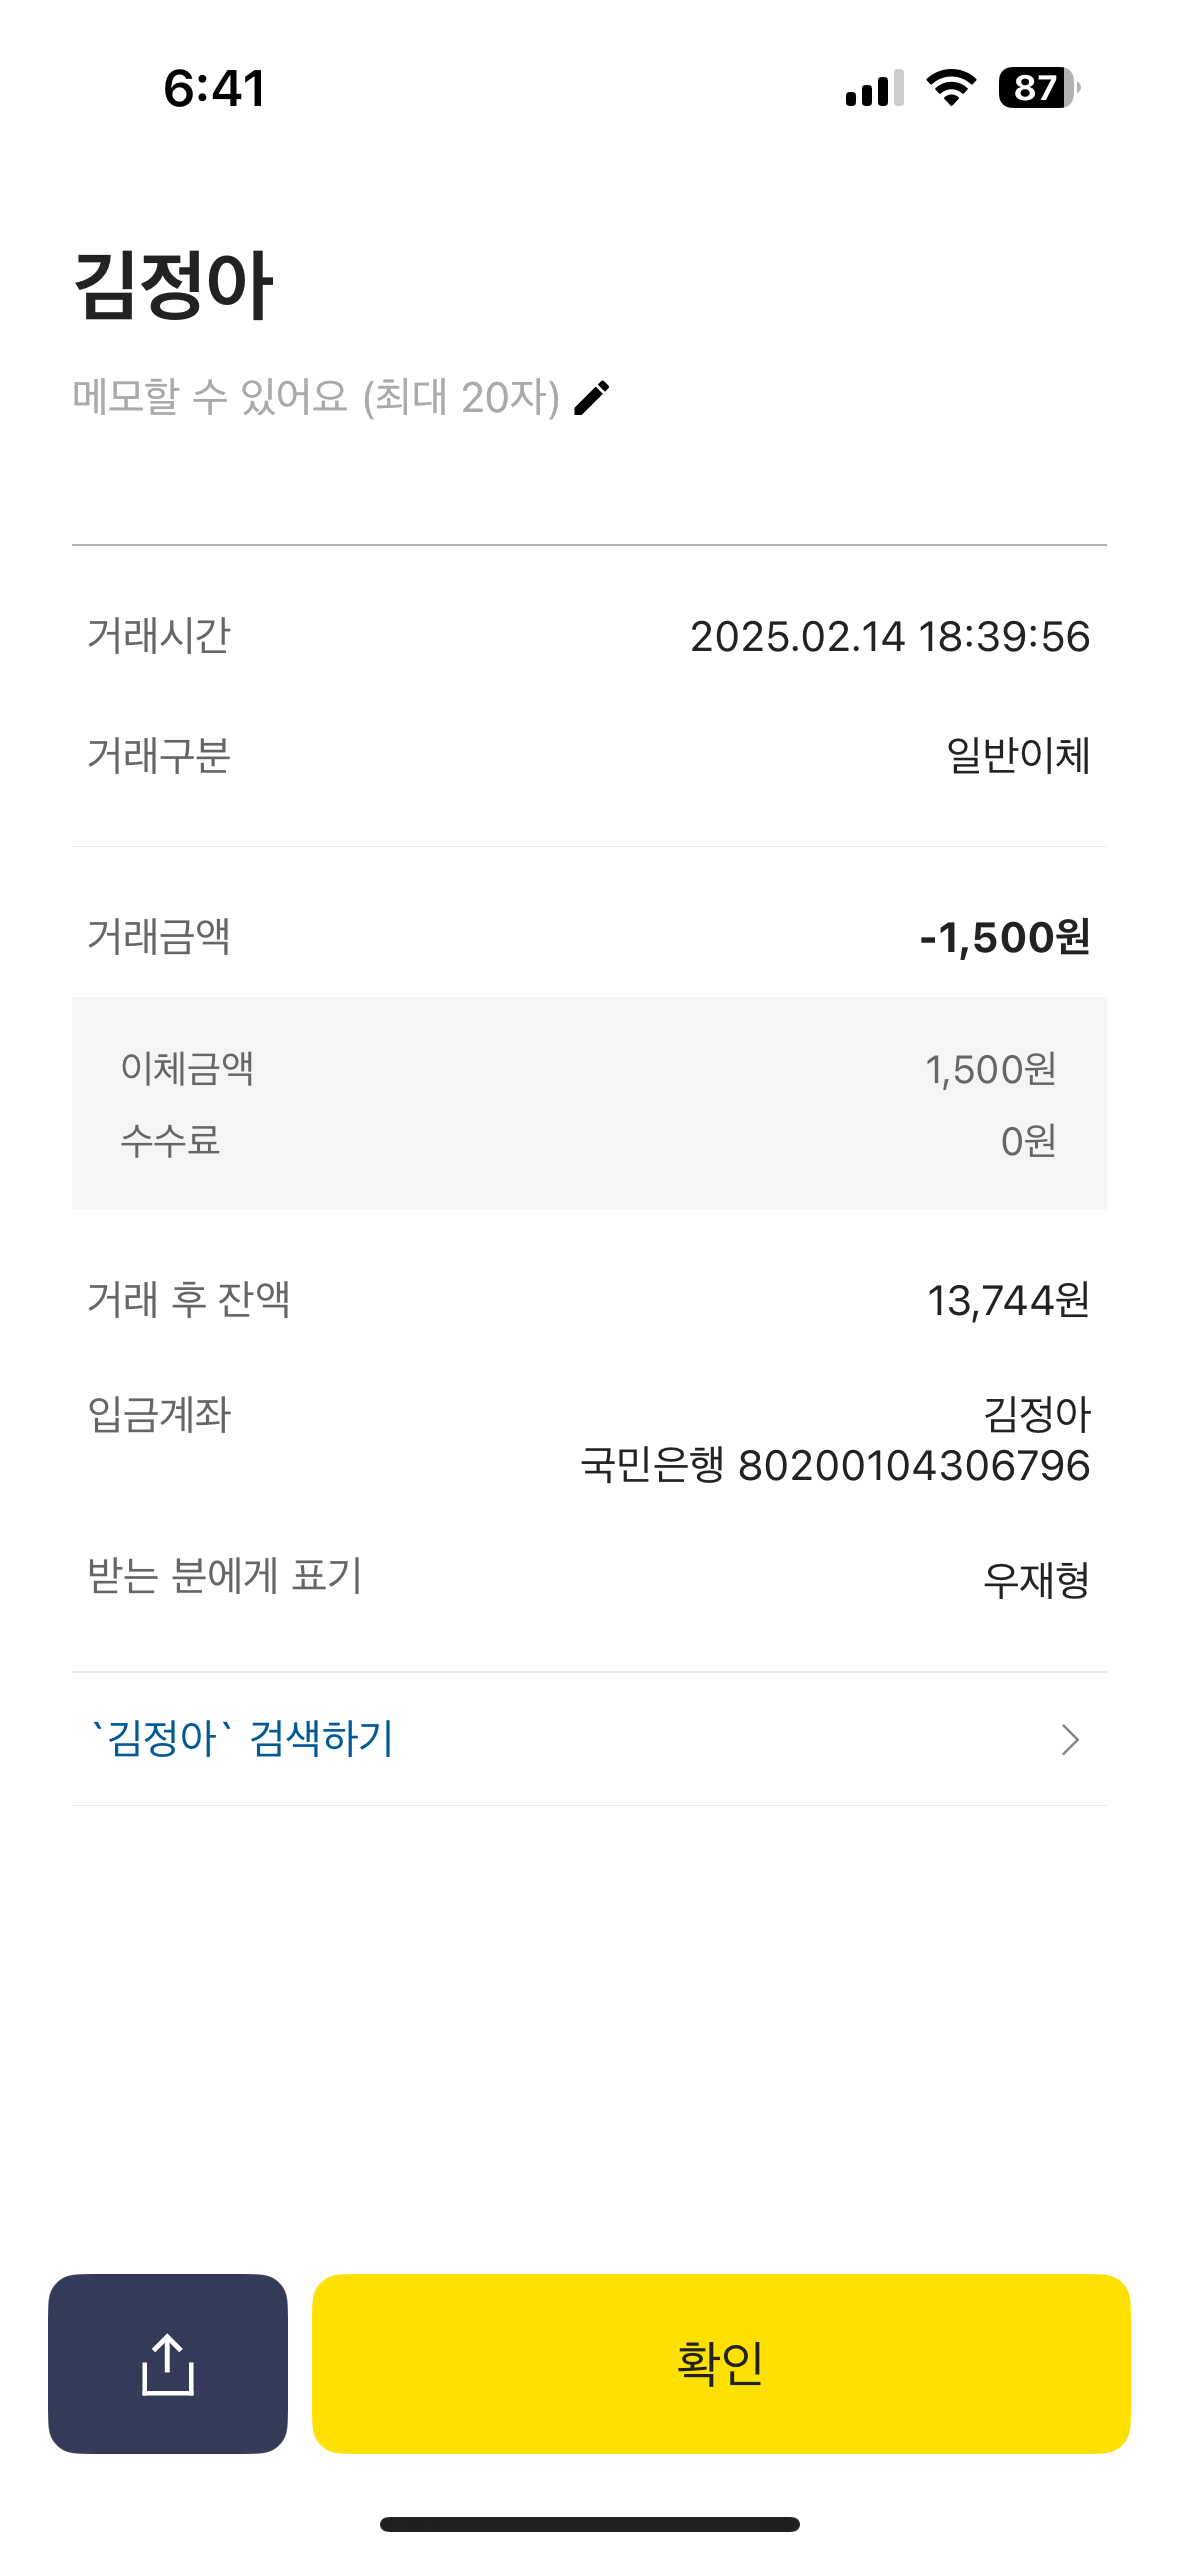 6:41
87
김정아
메모할 수 있어요 (최대 20자)
거래시간 2025.02.14 18:39:56
거래구분 일반이체
거래금액 -1,500원
이체금액 1,500원
수수료 0원
거래 후 잔액 13,744원
입금계좌 김정아
국민은행 80200104306796
받는 분에게 표기 우재형
`김정아` 검색하기
확인